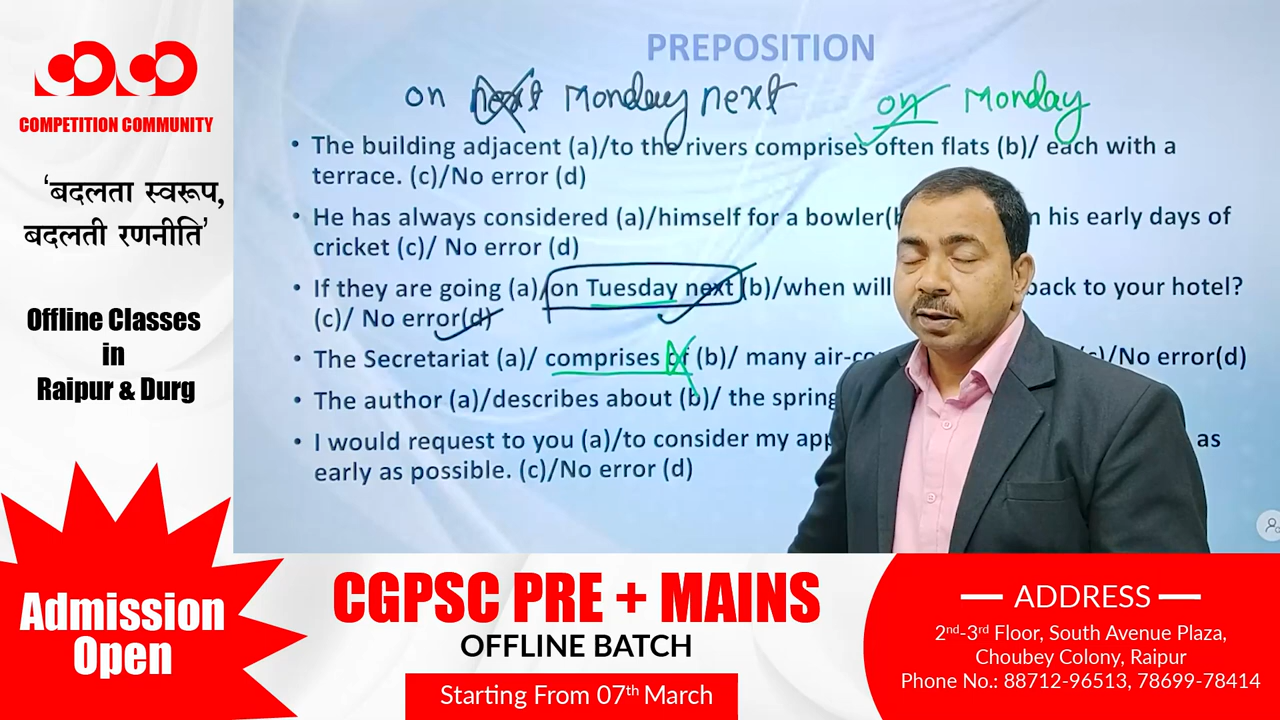 COMPETITION COMMUNITY
‘बदलता स्वरूप,
बदलती रणनीति’
Offline Classes
in
Raipur & Durg
Admission
Open
PREPOSITION
on next Monday next on Monday
• The building adjacent (a)/to the rivers comprises often flats (b)/ each with a
terrace. (c)/No error (d)
• He has always considered (a)/himself for a bowler( his early days of
cricket (c)/ No error (d)
• If they are going (a)/on Tuesday next (b)/when will back to your hotel?
(c)/ No error(d)
• The Secretariat (a)/ comprises of (b)/ many /No error(d)
• The author (a)/describes about (b)/ the spring
• I would request to you (a)/to consider my as
early as possible. (c)/No error (d)
CGPSC PRE + MAINS
OFFLINE BATCH
Starting From 07th March
ADDRESS
2nd-3rd Floor, South Avenue Plaza,
Choubey Colony, Raipur
Phone No.: 88712-96513, 78699-78414